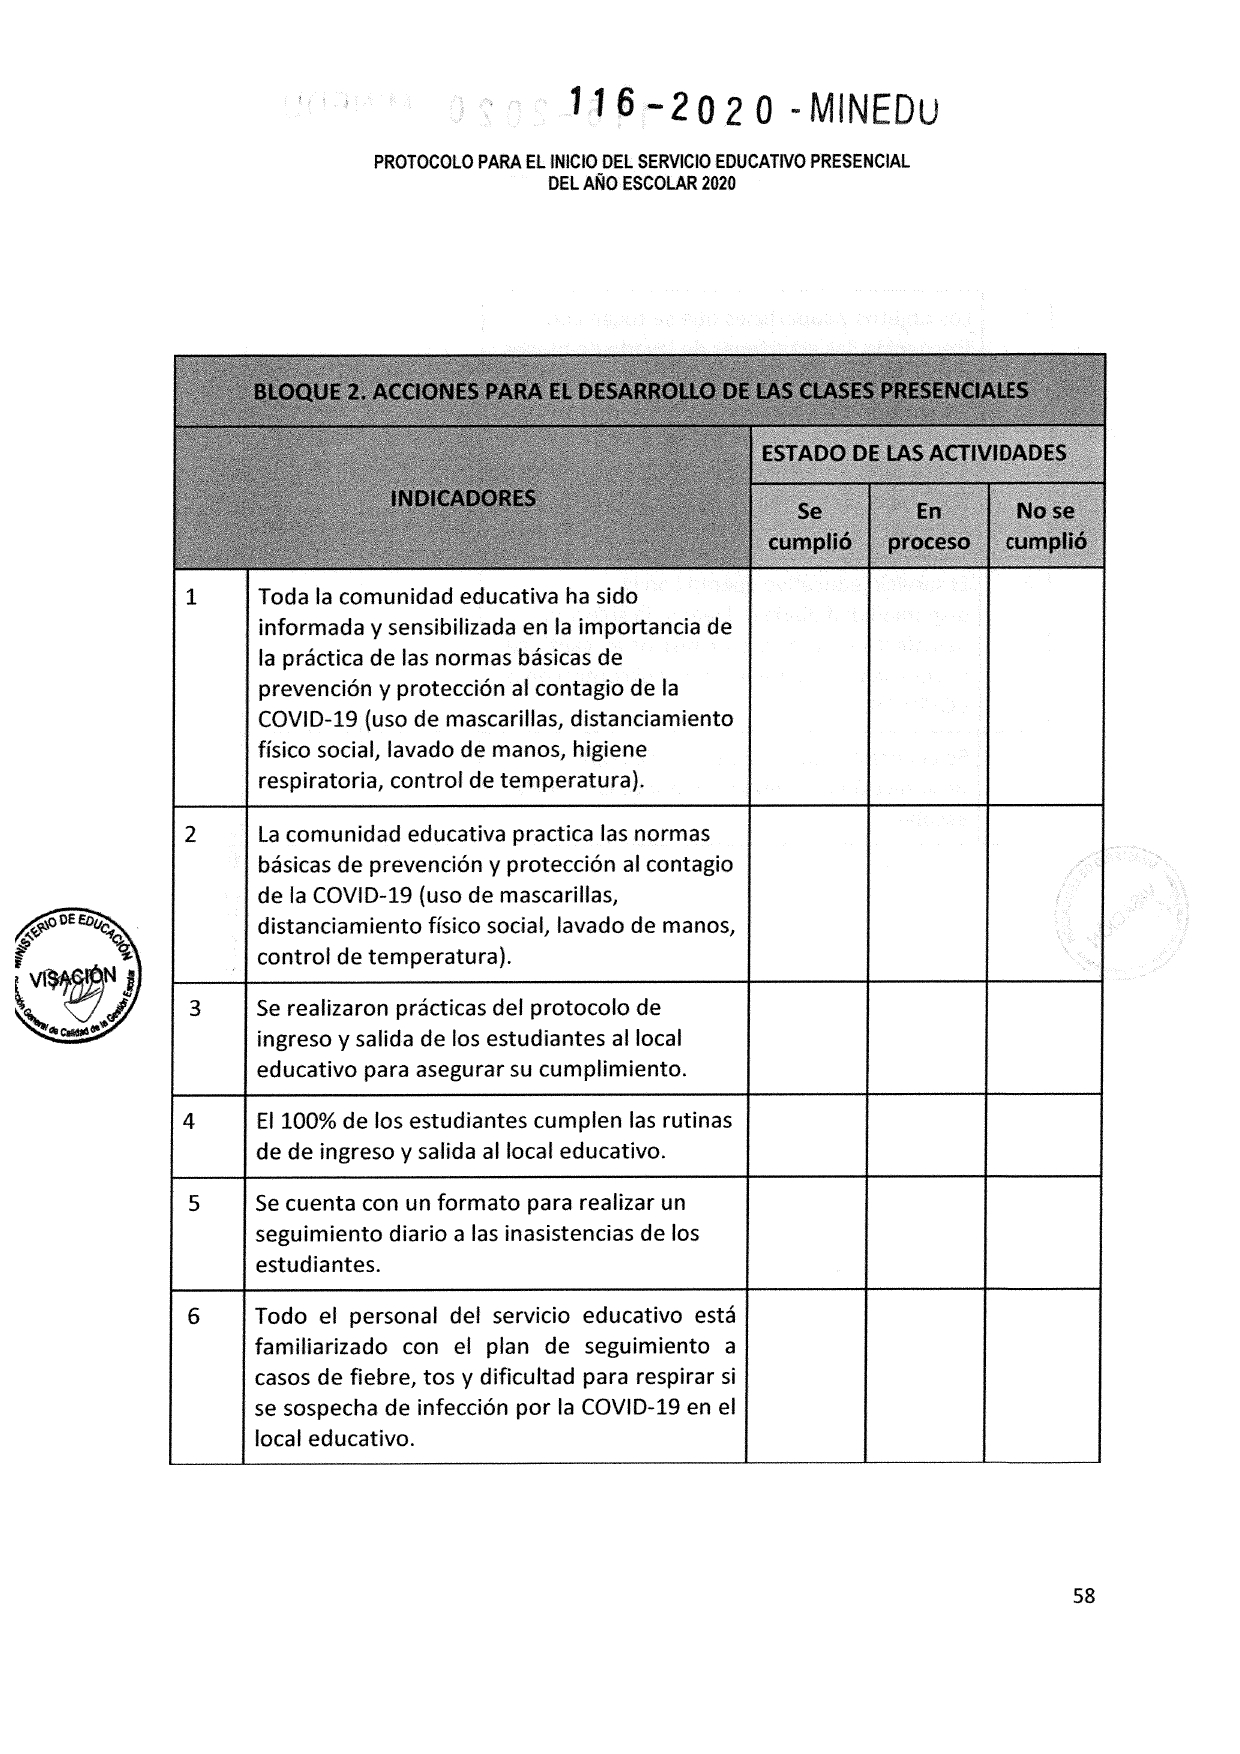 116-2020-MINEDU
PROTOCOLO PARA EL INICIO DEL SERVICIO EDUCATIVO PRESENCIAL
DEL AÑO ESCOLAR 2020
BLOQUE 2. ACCIONES PARA EL DESARROLLO DE LAS CLASES PRESENCIALES
INDICADORES
ESTADO DE LAS ACTIVIDADES
Se
cumplió
En
proceso
No se
cumplió
1
Toda la comunidad educativa ha sido
informada y sensibilizada en la importancia de
la práctica de las normas básicas de
prevención y protección al contagio de la
COVID-19 (uso de mascarillas, distanciamiento
físico social, lavado de manos, higiene
respiratoria, control de temperatura).
2
La comunidad educativa practica las normas
básicas de prevención y protección al contagio
de la COVID-19 (uso de mascarillas,
distanciamiento físico social, lavado de manos,
control de temperatura).
MINISTERIO DE EDUCACIÓN
VISACIÓN
General de Calidad de la Gestión Escolar
3
Se realizaron prácticas del protocolo de
ingreso y salida de los estudiantes al local
educativo para asegurar su cumplimiento.
4
El 100% de los estudiantes cumplen las rutinas
de de ingreso y salida al local educativo.
5
Se cuenta con un formato para realizar un
seguimiento diario a las inasistencias de los
estudiantes.
6
Todo el personal del servicio educativo está
familiarizado con el plan de seguimiento a
casos de fiebre, tos y dificultad para respirar si
se sospecha de infección por la COVID-19 en el
local educativo.
58